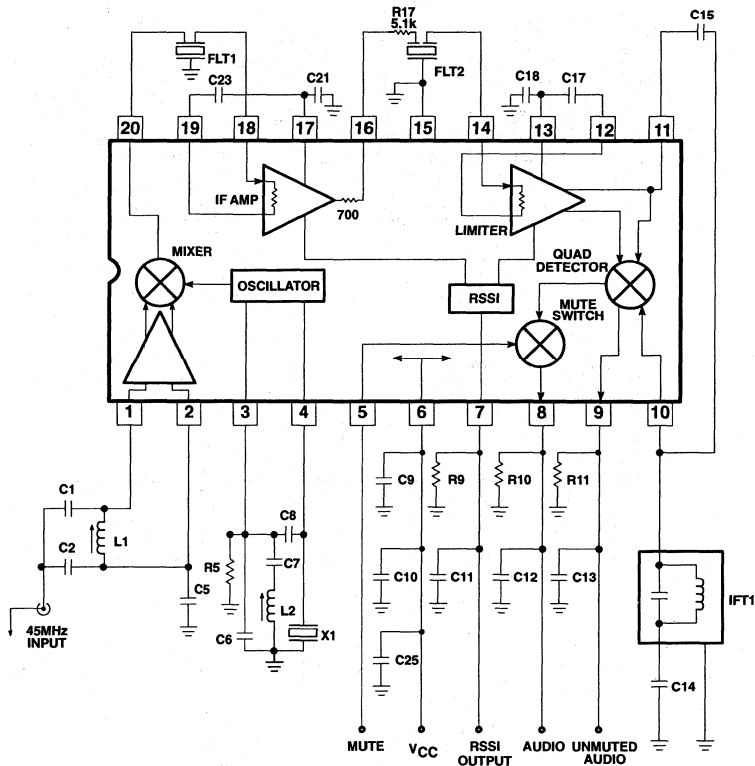 R17
5.1k
C15
FLT1
FLT2
C23
C21
C18
C17
20
19
18
17
16
15
14
13
12
11
IF AMP
700
LIMITER
MIXER
OSCILLATOR
RSSI
QUAD
DETECTOR
MUTE
SWITCH
1
2
3
4
5
6
7
8
9
10
C1
L1
C2
C5
45MHz
INPUT
C8
R5
C7
L2
C6
X1
C9
R9
R10
R11
C10
C11
C12
C13
C25
IFT1
C14
MUTE
VCC
RSSI
OUTPUT
AUDIO
UNMUTED
AUDIO